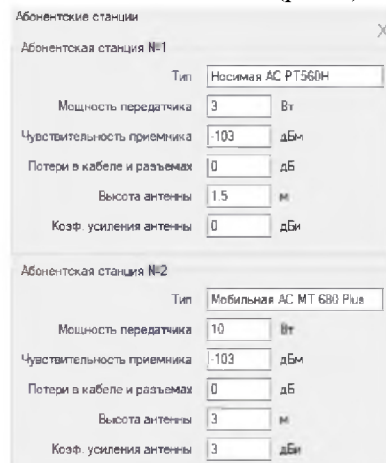 Абонентские станции
Абонентская станция №1
Тип Носимая АС РТ560Н
Мощность передатчика 3 Вт
Чувствительность приемника -103 дБм
Потери в кабеле и разъемах 0 дБ
Высота антенны 1.5 м
Коэф. усиления антенны 0 дБи
Абонентская станция №2
Тип Мобильная АС МТ 680 Plus
Мощность передатчика 10 Вт
Чувствительность приемника -103 дБм
Потери в кабеле и разъемах 0 дБ
Высота антенны 3 м
Коэф. усиления антенны 3 дБи